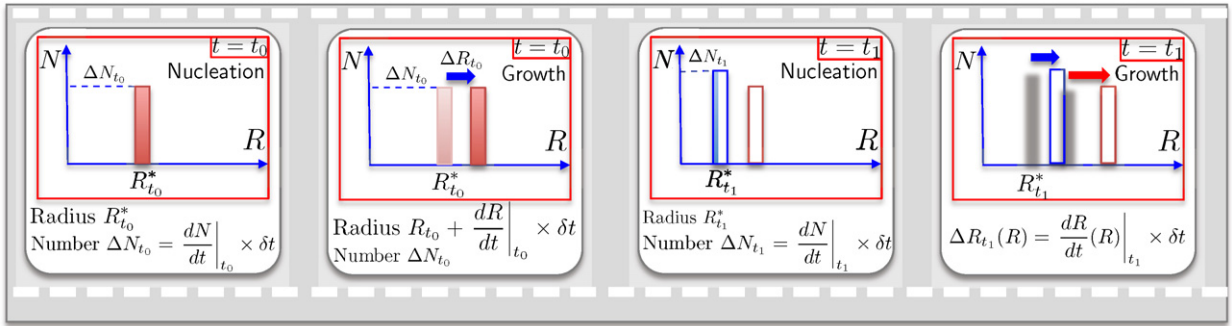 t = t₀
N
ΔN_{t₀}
Nucleation
R
R*_{t₀}
Radius R*_{t₀}
Number ΔN_{t₀} = dN/dt|_{t₀} × δt
t = t₀
N
ΔN_{t₀}
ΔR_{t₀}
Growth
R
R*_{t₀}
Radius R_{t₀} + dR/dt|_{t₀} × δt
Number ΔN_{t₀}
t = t₁
N
ΔN_{t₁}
Nucleation
R
R*_{t₁}
Radius R*_{t₁}
Number ΔN_{t₁} = dN/dt|_{t₁} × δt
t = t₁
N
Growth
R
R*_{t₁}
ΔR_{t₁}(R) = dR/dt(R)|_{t₁} × δt